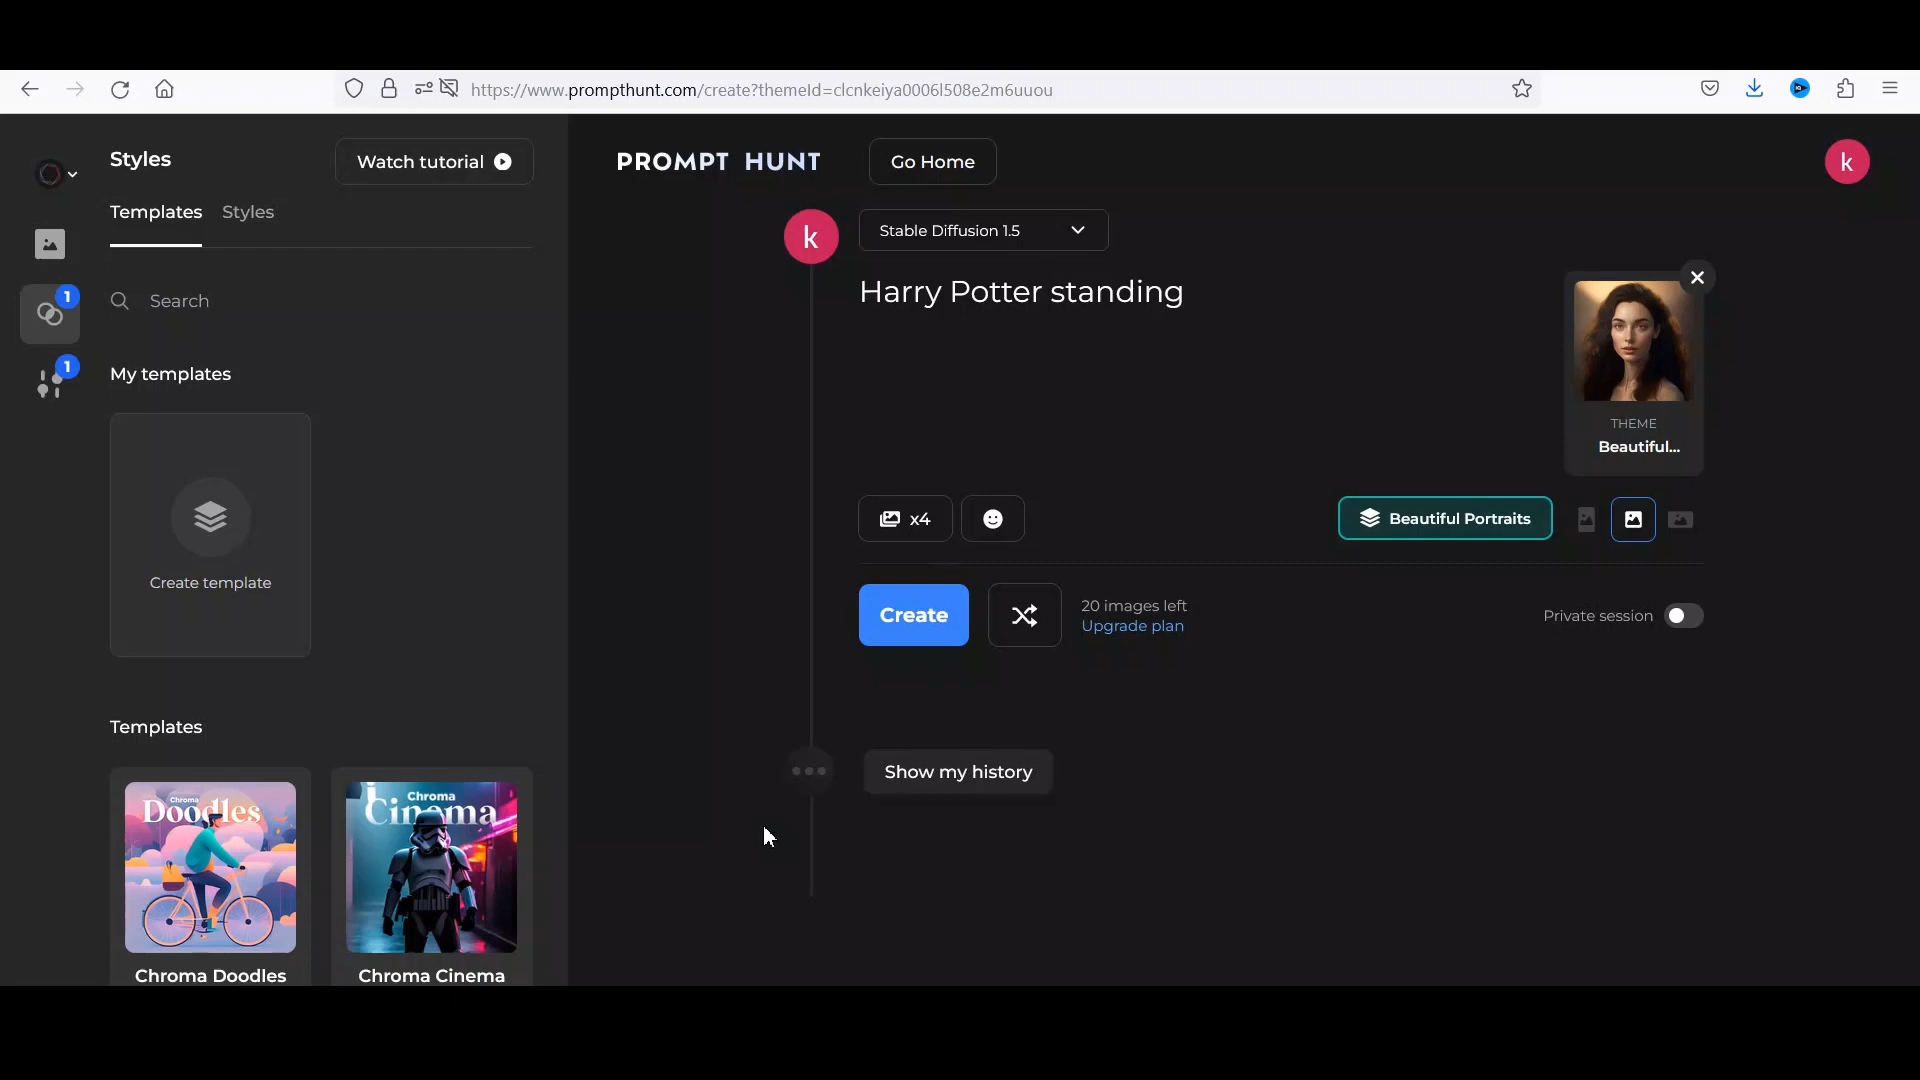 https://www.prompthunt.com/create?themeId=clcnkeiya0006l508e2m6uuou
Styles
Watch tutorial
Templates
Styles
Search
1
1
My templates
Create template
Templates
Chroma
Doodles
Chroma Doodles
Chroma
Cinema
Chroma Cinema
PROMPT HUNT
Go Home
k
k
Stable Diffusion 1.5
Harry Potter standing
THEME
Beautiful...
x4
Beautiful Portraits
Create
20 images left
Upgrade plan
Private session
Show my history